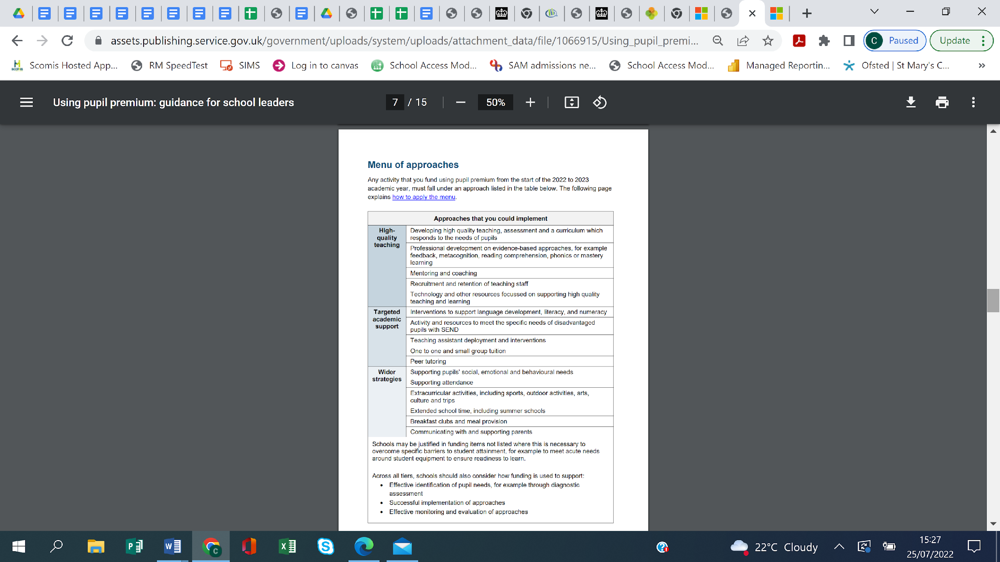 assets.publishing.service.gov.uk/government/uploads/system/uploads/attachment_data/file/1066915/Using_pupil_premi...
C Paused
Update
Scomis Hosted App...
RM SpeedTest
SIMS
Log in to canvas
School Access Mod...
SAM admissions ne...
School Access Mod...
Managed Reportin...
Ofsted | St Mary's C...
»
Using pupil premium: guidance for school leaders
7 / 15
50%
Menu of approaches
Any activity that you fund using pupil premium from the start of the 2022 to 2023
academic year, must fall under an approach listed in the table below. The following page
explains how to apply the menu.
Approaches that you could implement
High-
quality
teaching
Developing high quality teaching, assessment and a curriculum which
responds to the needs of pupils
Professional development on evidence-based approaches, for example
feedback, metacognition, reading comprehension, phonics or mastery
learning
Mentoring and coaching
Recruitment and retention of teaching staff
Technology and other resources focussed on supporting high quality
teaching and learning
Targeted
academic
support
Interventions to support language development, literacy, and numeracy
Activity and resources to meet the specific needs of disadvantaged
pupils with SEND
Teaching assistant deployment and interventions
One to one and small group tuition
Peer tutoring
Wider
strategies
Supporting pupils' social, emotional and behavioural needs
Supporting attendance
Extracurricular activities, including sports, outdoor activities, arts,
culture and trips
Extended school time, including summer schools
Breakfast clubs and meal provision
Communicating with and supporting parents
Schools may be justified in funding items not listed where this is necessary to
overcome specific barriers to student attainment, for example to meet acute needs
around student equipment to ensure readiness to learn.
Across all tiers, schools should also consider how funding is used to support:
• Effective identification of pupil needs, for example through diagnostic
assessment
• Successful implementation of approaches
• Effective monitoring and evaluation of approaches
22°C Cloudy
15:27
25/07/2022